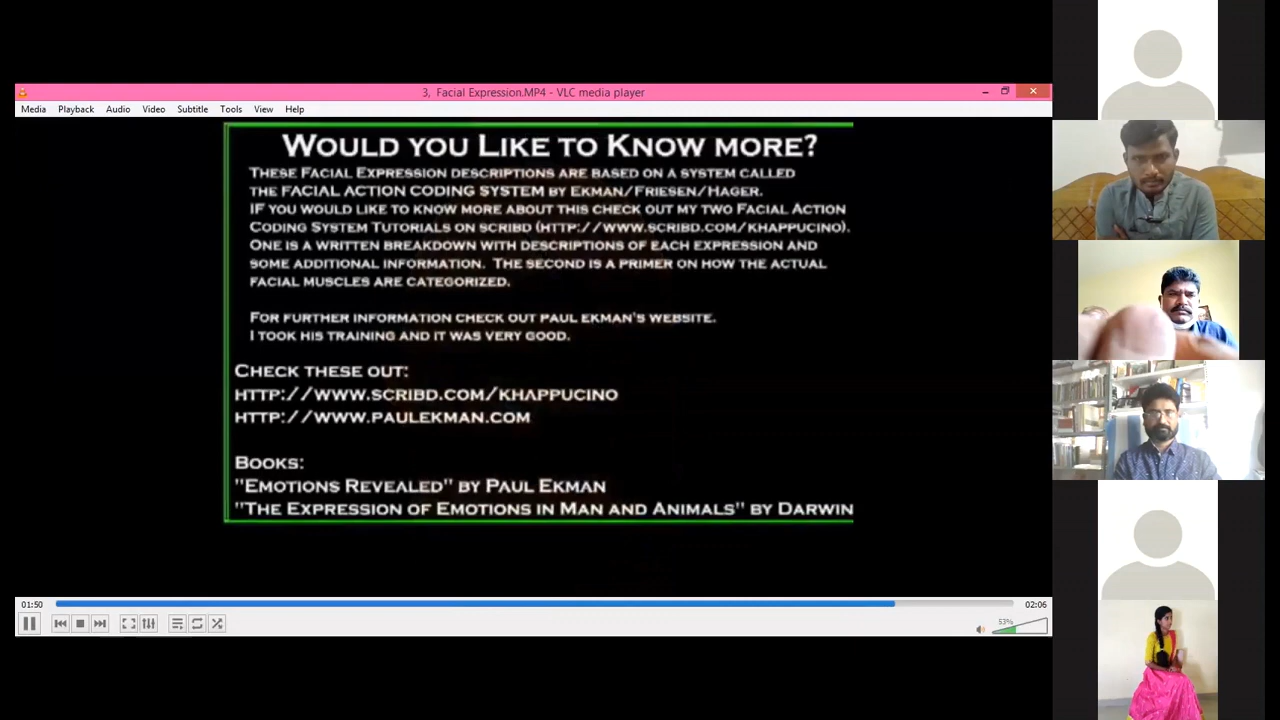 3, Facial Expression.MP4 - VLC media player
Media Playback Audio Video Subtitle Tools View Help
WOULD YOU LIKE TO KNOW MORE?
THESE FACIAL EXPRESSION DESCRIPTIONS ARE BASED ON A SYSTEM CALLED
THE FACIAL ACTION CODING SYSTEM BY EKMAN/FRIESEN/HAGER.
IF YOU WOULD LIKE TO KNOW MORE ABOUT THIS CHECK OUT MY TWO FACIAL ACTION
CODING SYSTEM TUTORIALS ON SCRIBD (HTTP://WWW.SCRIBD.COM/KHAPPUCINO).
ONE IS A WRITTEN BREAKDOWN WITH DESCRIPTIONS OF EACH EXPRESSION AND
SOME ADDITIONAL INFORMATION. THE SECOND IS A PRIMER ON HOW THE ACTUAL
FACIAL MUSCLES ARE CATEGORIZED.
FOR FURTHER INFORMATION CHECK OUT PAUL EKMAN'S WEBSITE.
I TOOK HIS TRAINING AND IT WAS VERY GOOD.
CHECK THESE OUT:
HTTP://WWW.SCRIBD.COM/KHAPPUCINO
HTTP://WWW.PAULEKMAN.COM
BOOKS:
"EMOTIONS REVEALED" BY PAUL EKMAN
"THE EXPRESSION OF EMOTIONS IN MAN AND ANIMALS" BY DARWIN
01:50 02:06
53%